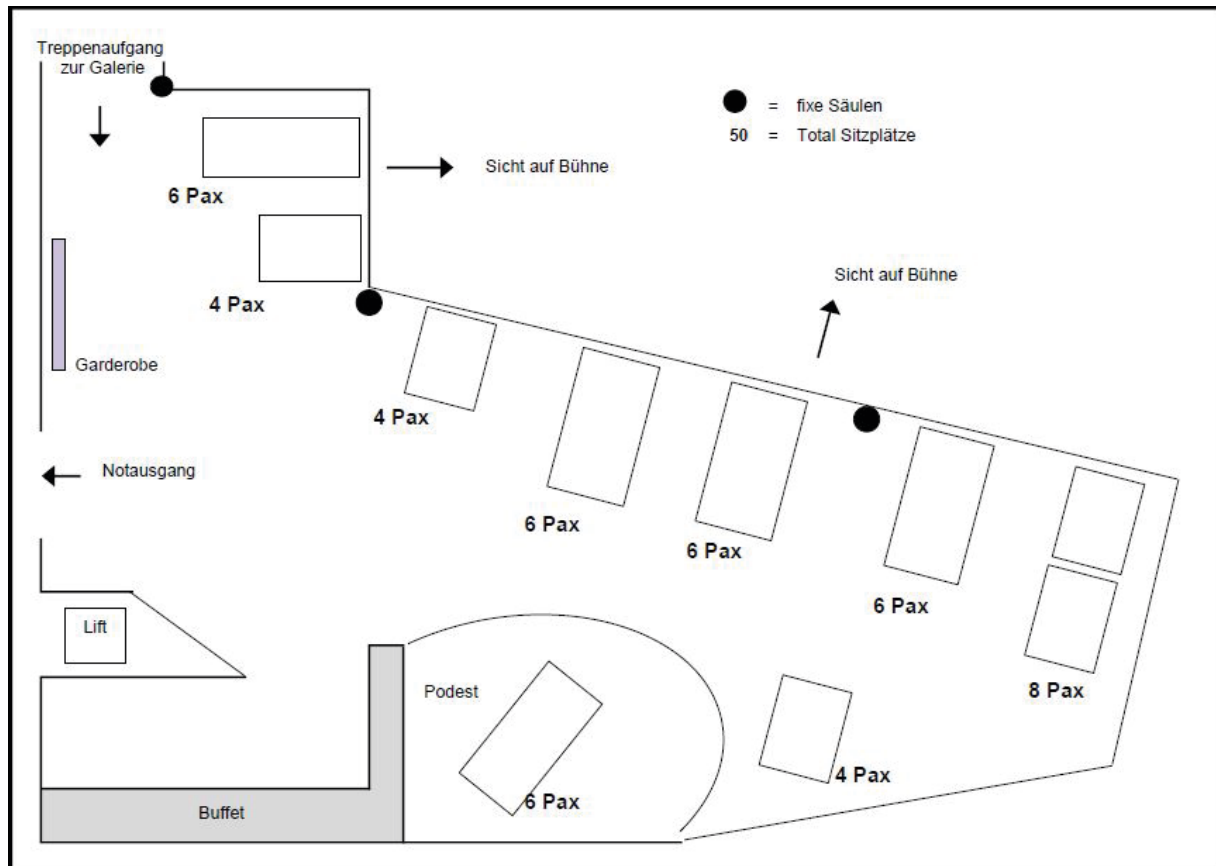 Treppenaufgang
zur Galerie
= fixe Säulen
50 = Total Sitzplätze
Sicht auf Bühne
6 Pax
Sicht auf Bühne
4 Pax
Garderobe
4 Pax
Notausgang
6 Pax
6 Pax
6 Pax
Lift
8 Pax
Podest
4 Pax
6 Pax
Buffet